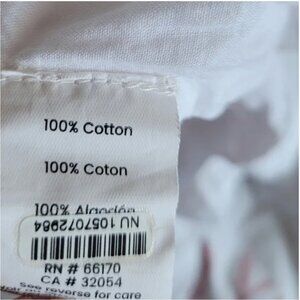 100% Cotton
100% Coton
100% Algodón
NU 1057072984
RN # 66170
CA # 32054
See reverse for care